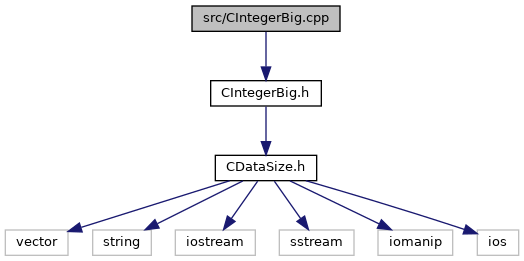 src/CIntegerBig.cpp
CIntegerBig.h
CDataSize.h
vector string iostream sstream iomanip ios